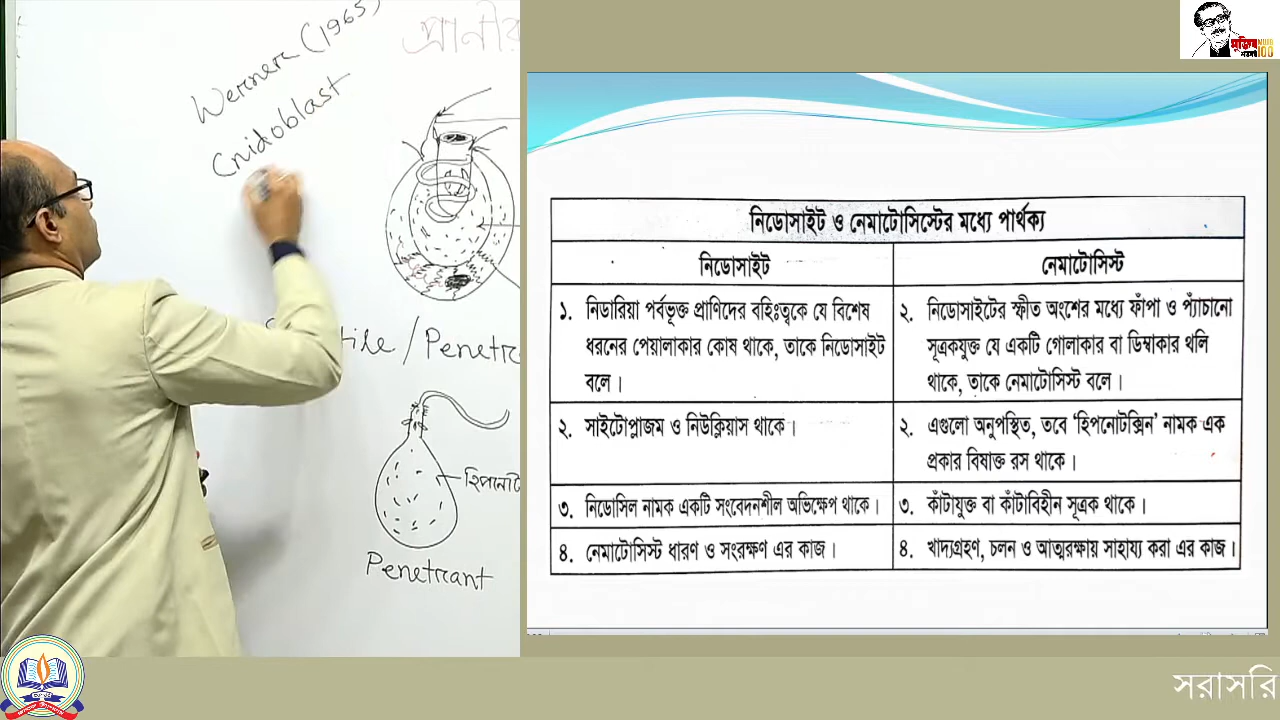 Wernera (1965)
Cnidoblast
প্রাণীর
/ Penetra
হিপনোট
Penetrant
মুজিব
100
নিডোসাইট ও নেমাটোসিস্টের মধ্যে পার্থক্য
নিডোসাইট
নেমাটোসিস্ট
১. নিডারিয়া পর্বভূক্ত প্রাণিদের বহিঃত্বকে যে বিশেষ
ধরনের পেয়ালাকার কোষ থাকে, তাকে নিডোসাইট
বলে।
২. নিডোসাইটের স্ফীত অংশের মধ্যে ফাঁপা ও প্যাঁচানো
সূত্রকযুক্ত যে একটি গোলাকার বা ডিম্বাকার থলি
থাকে, তাকে নেমাটোসিস্ট বলে।
২. সাইটোপ্লাজম ও নিউক্লিয়াস থাকে।
২. এগুলো অনুপস্থিত, তবে ‘হিপনোটক্সিন’ নামক এক
প্রকার বিষাক্ত রস থাকে।
৩. নিডোসিল নামক একটি সংবেদনশীল অভিক্ষেপ থাকে।
৩. কাঁটাযুক্ত বা কাঁটাবিহীন সূত্রক থাকে।
৪. নেমাটোসিস্ট ধারণ ও সংরক্ষণ এর কাজ।
৪. খাদ্যগ্রহণ, চলন ও আত্মরক্ষায় সাহায্য করা এর কাজ।
সরাসরি